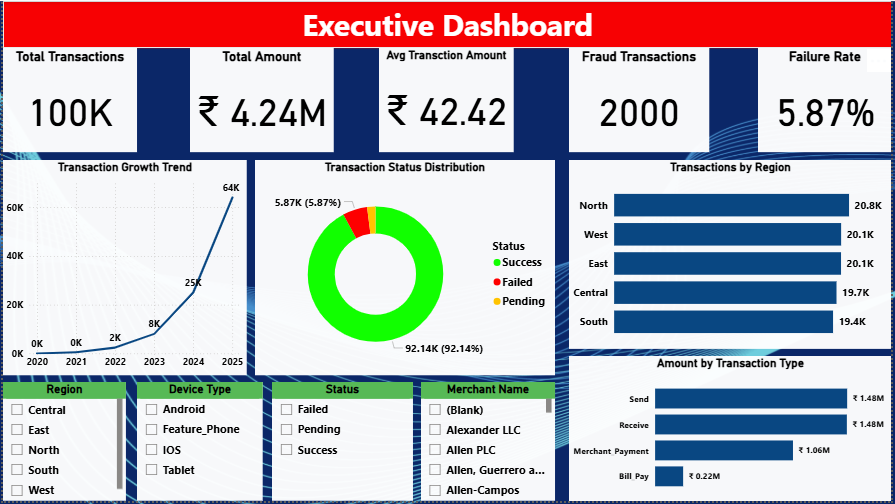 Executive Dashboard
Total Transactions
100K
Total Amount
₹ 4.24M
Avg Transction Amount
₹ 42.42
Fraud Transactions
2000
Failure Rate
5.87%
Transaction Growth Trend
60K
40K
20K
0K
0K
0K
2K
8K
25K
64K
2020
2021
2022
2023
2024
2025
Transaction Status Distribution
5.87K (5.87%)
92.14K (92.14%)
Status
Success
Failed
Pending
Transactions by Region
North
20.8K
West
20.1K
East
20.1K
Central
19.7K
South
19.4K
Region
Central
East
North
South
West
Device Type
Android
Feature_Phone
IOS
Tablet
Status
Failed
Pending
Success
Merchant Name
(Blank)
Alexander LLC
Allen PLC
Allen, Guerrero a...
Allen-Campos
Amount by Transaction Type
Send
₹ 1.48M
Receive
₹ 1.48M
Merchant_Payment
₹ 1.06M
Bill_Pay
₹ 0.22M